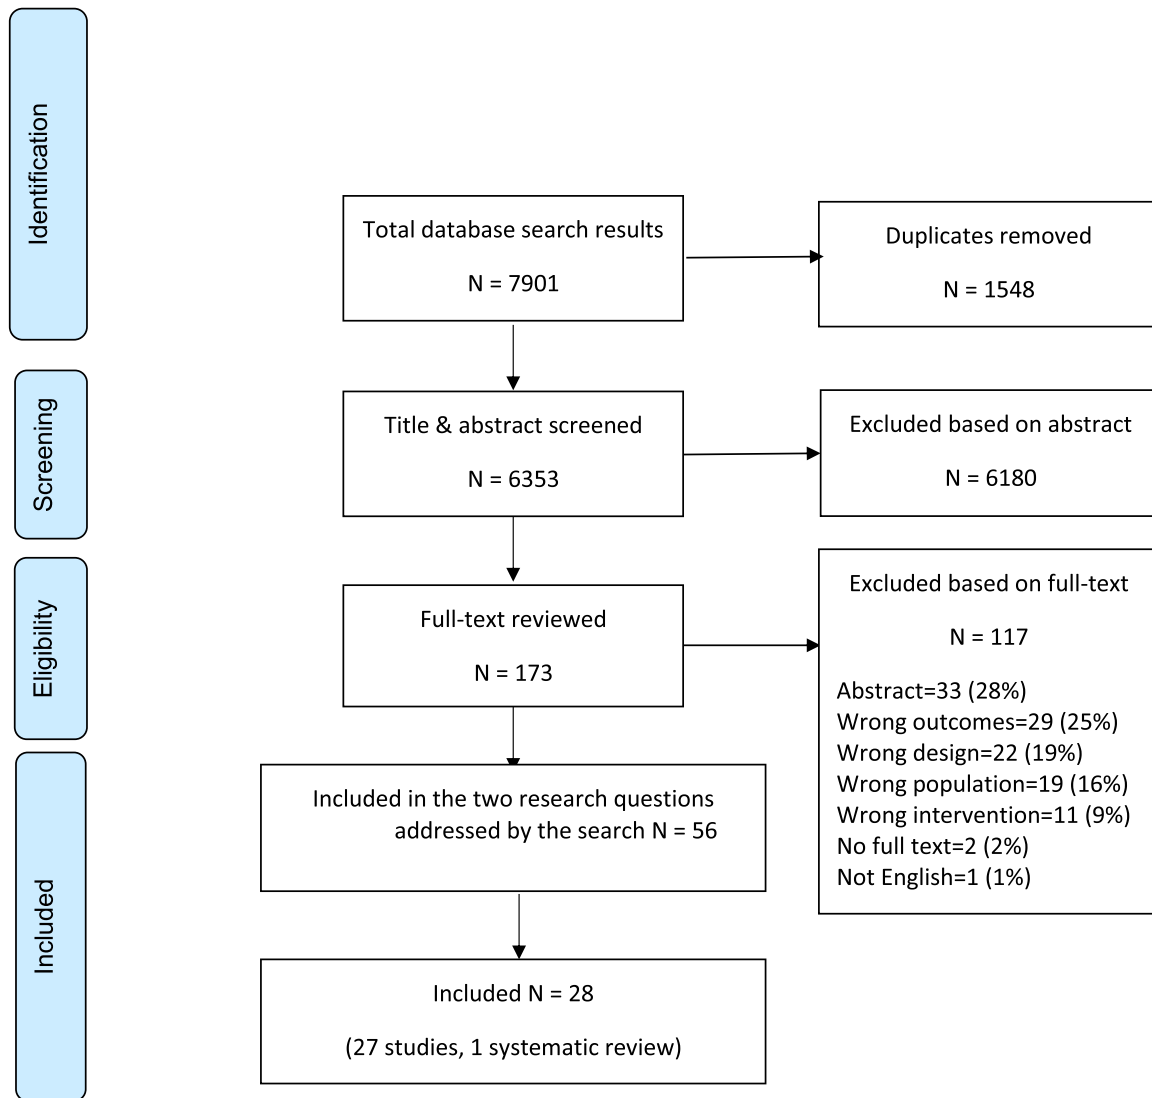 Identification
Total database search results
N = 7901
Duplicates removed
N = 1548
Screening
Title & abstract screened
N = 6353
Excluded based on abstract
N = 6180
Eligibility
Full-text reviewed
N = 173
Excluded based on full-text
N = 117
Abstract=33 (28%)
Wrong outcomes=29 (25%)
Wrong design=22 (19%)
Wrong population=19 (16%)
Wrong intervention=11 (9%)
No full text=2 (2%)
Not English=1 (1%)
Included
Included in the two research questions
addressed by the search N = 56
Included N = 28
(27 studies, 1 systematic review)